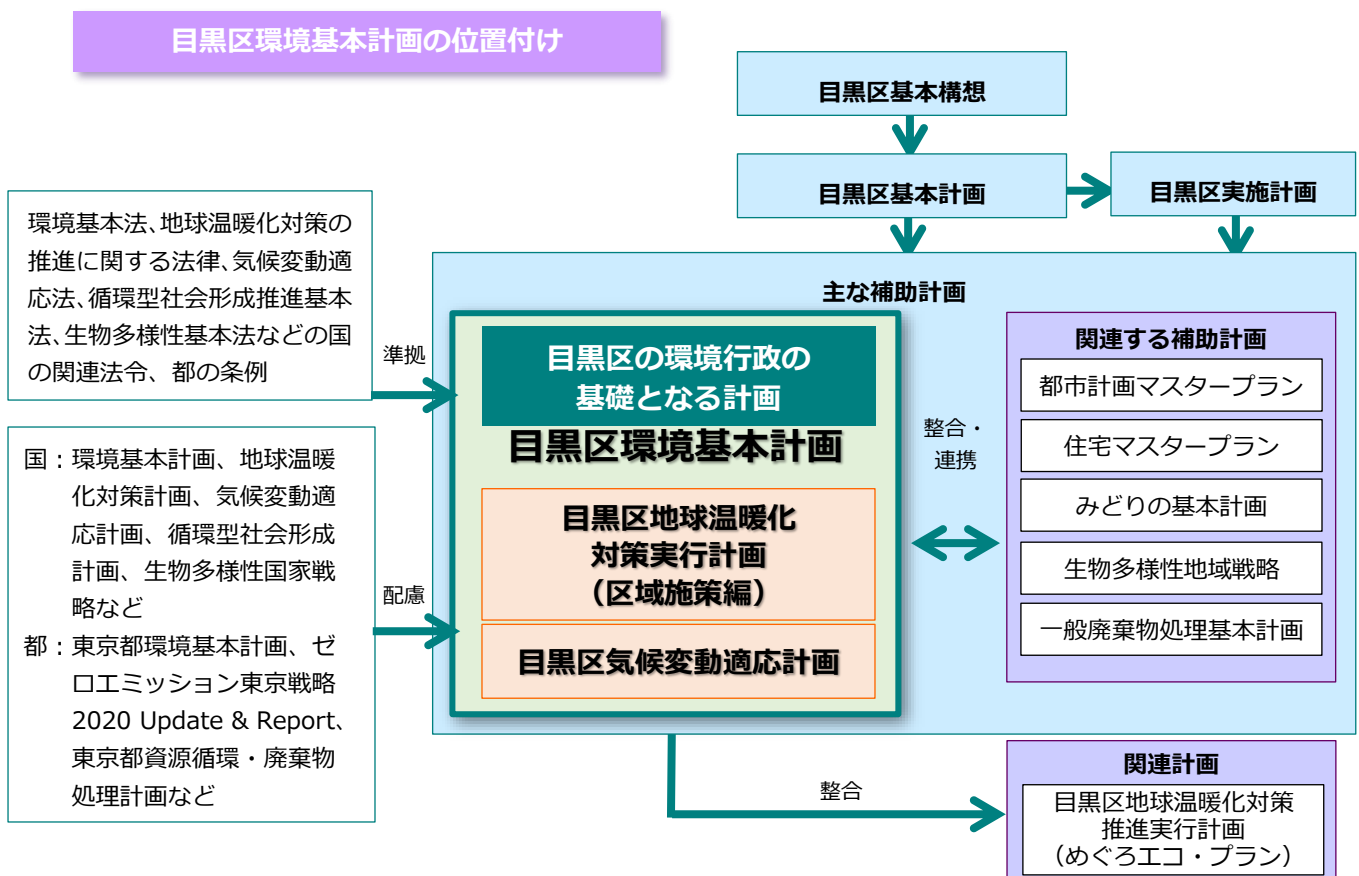 目黒区環境基本計画の位置付け
目黒区基本構想
目黒区基本計画
目黒区実施計画
環境基本法、地球温暖化対策の
推進に関する法律、気候変動適
応法、循環型社会形成推進基本
法、生物多様性基本法などの国
の関連法令、都の条例
準拠
国：環境基本計画、地球温暖
化対策計画、気候変動適
応計画、循環型社会形成
計画、生物多様性国家戦
略など
都：東京都環境基本計画、ゼ
ロエミッション東京戦略
2020 Update & Report、
東京都資源循環・廃棄物
処理計画など
配慮
主な補助計画
目黒区の環境行政の
基礎となる計画
目黒区環境基本計画
目黒区地球温暖化
対策実行計画
（区域施策編）
目黒区気候変動適応計画
整合・
連携
関連する補助計画
都市計画マスタープラン
住宅マスタープラン
みどりの基本計画
生物多様性地域戦略
一般廃棄物処理基本計画
整合
関連計画
目黒区地球温暖化対策
推進実行計画
（めぐろエコ・プラン）